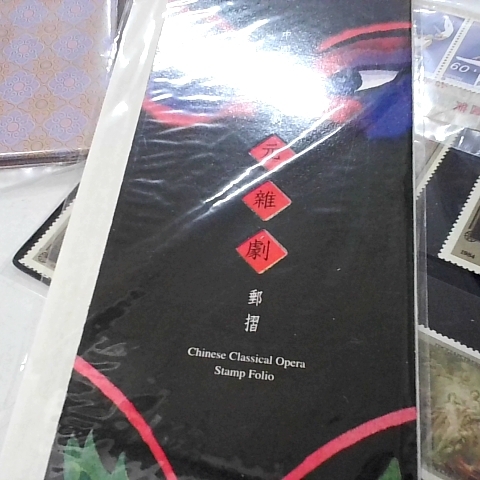 元
雜
劇
郵
摺
Chinese Classical Opera
Stamp Folio